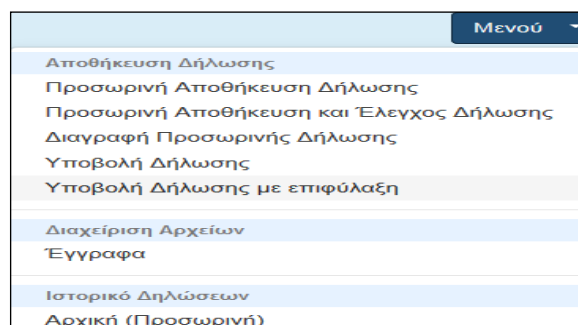 Μενού
Αποθήκευση Δήλωσης
Προσωρινή Αποθήκευση Δήλωσης
Προσωρινή Αποθήκευση και Έλεγχος Δήλωσης
Διαγραφή Προσωρινής Δήλωσης
Υποβολή Δήλωσης
Υποβολή Δήλωσης με επιφύλαξη
Διαχείριση Αρχείων
Έγγραφα
Ιστορικό Δηλώσεων
Αρχική (Προσωρινή)